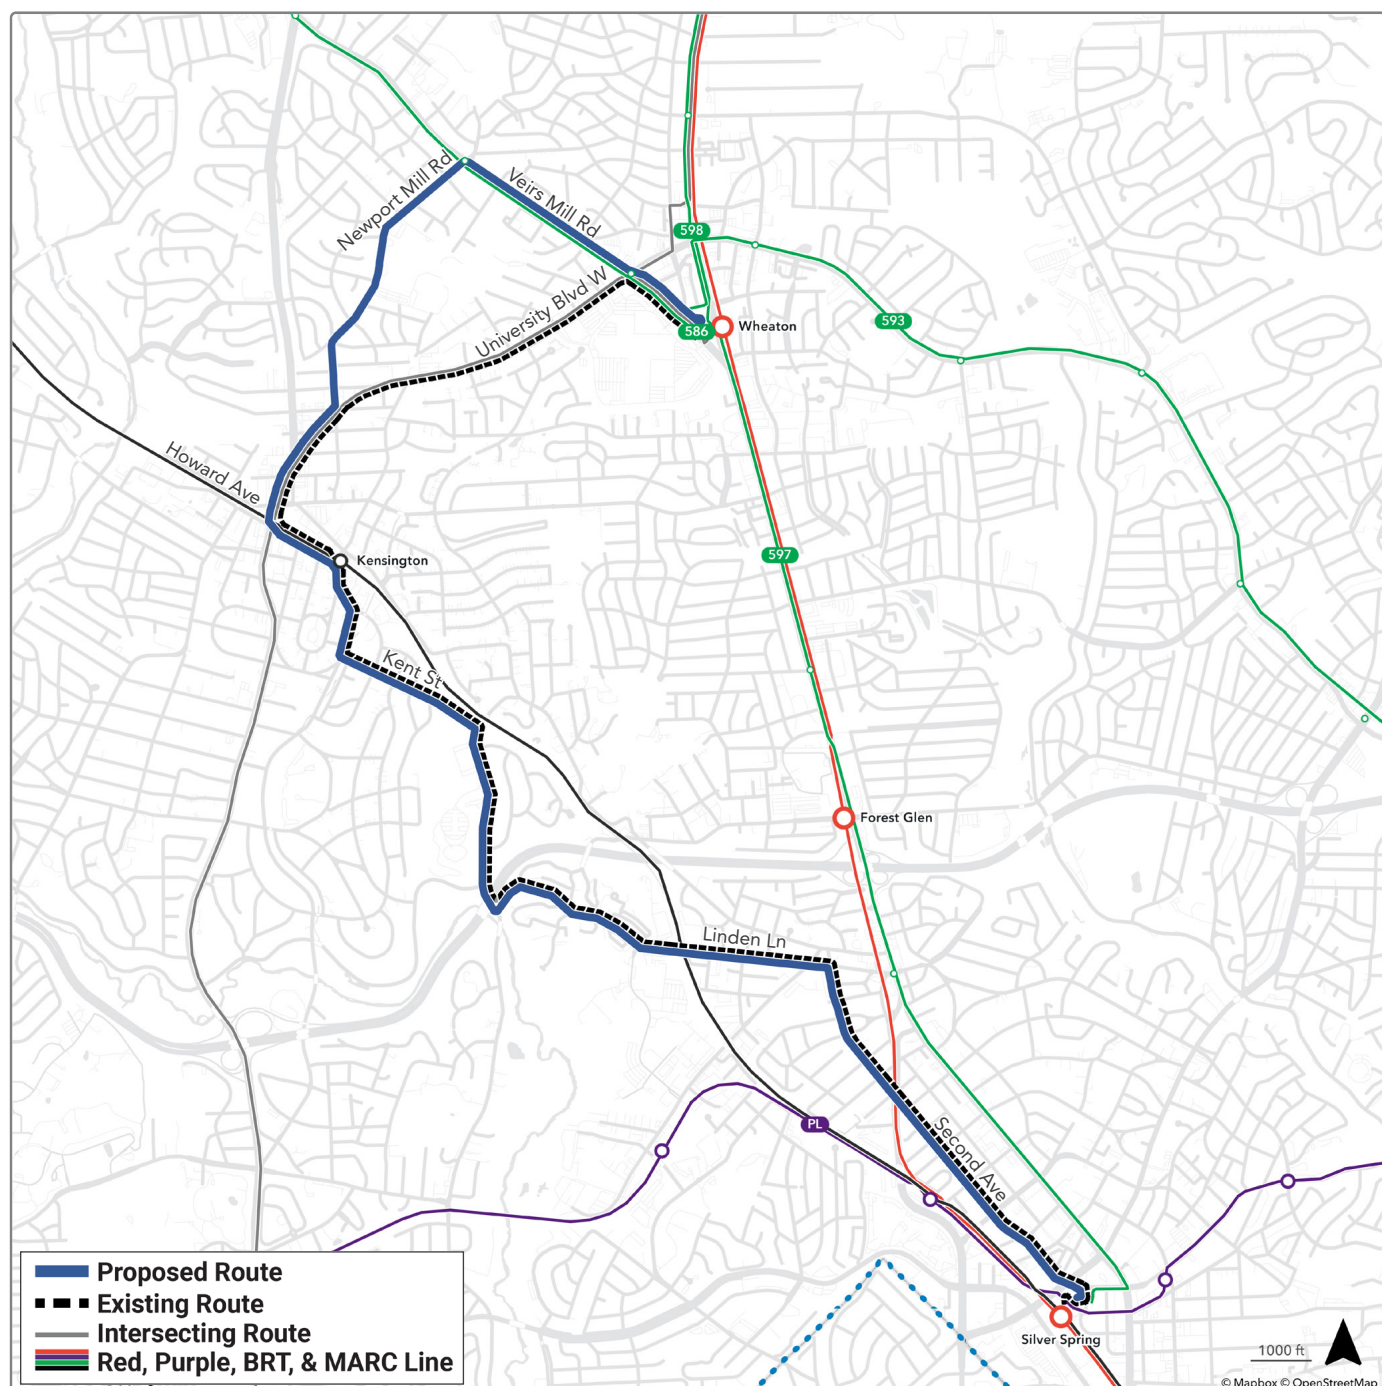 Newport Mill Rd
Veirs Mill Rd
598
University Blvd W
586
Wheaton
593
Howard Ave
Kensington
597
Kent St
Forest Glen
Linden Ln
PL
Second Ave
Silver Spring
Proposed Route
Existing Route
Intersecting Route
Red, Purple, BRT, & MARC Line
1000 ft
© Mapbox © OpenStreetMap